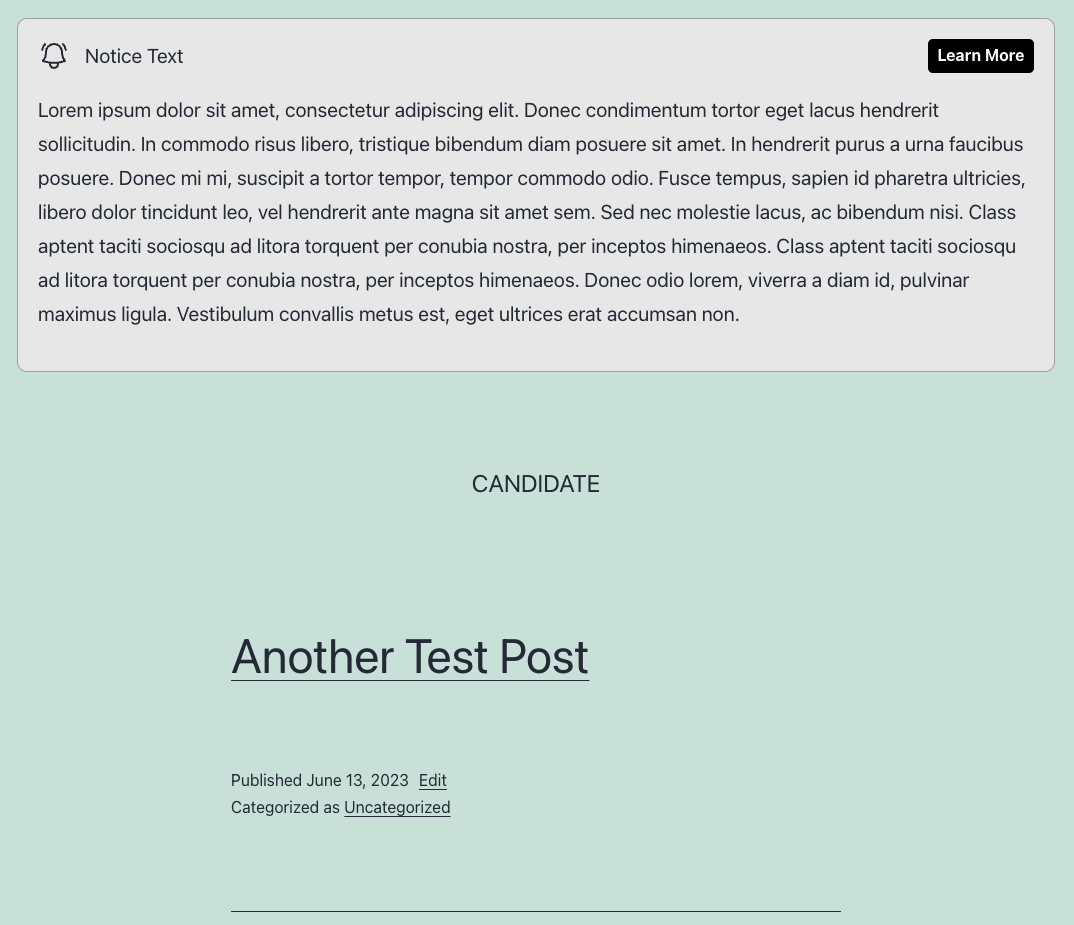 Notice Text
Learn More
Lorem ipsum dolor sit amet, consectetur adipiscing elit. Donec condimentum tortor eget lacus hendrerit
sollicitudin. In commodo risus libero, tristique bibendum diam posuere sit amet. In hendrerit purus a urna faucibus
posuere. Donec mi mi, suscipit a tortor tempor, tempor commodo odio. Fusce tempus, sapien id pharetra ultricies,
libero dolor tincidunt leo, vel hendrerit ante magna sit amet sem. Sed nec molestie lacus, ac bibendum nisi. Class
aptent taciti sociosqu ad litora torquent per conubia nostra, per inceptos himenaeos. Class aptent taciti sociosqu
ad litora torquent per conubia nostra, per inceptos himenaeos. Donec odio lorem, viverra a diam id, pulvinar
maximus ligula. Vestibulum convallis metus est, eget ultrices erat accumsan non.
CANDIDATE
Another Test Post
Published June 13, 2023 Edit
Categorized as Uncategorized